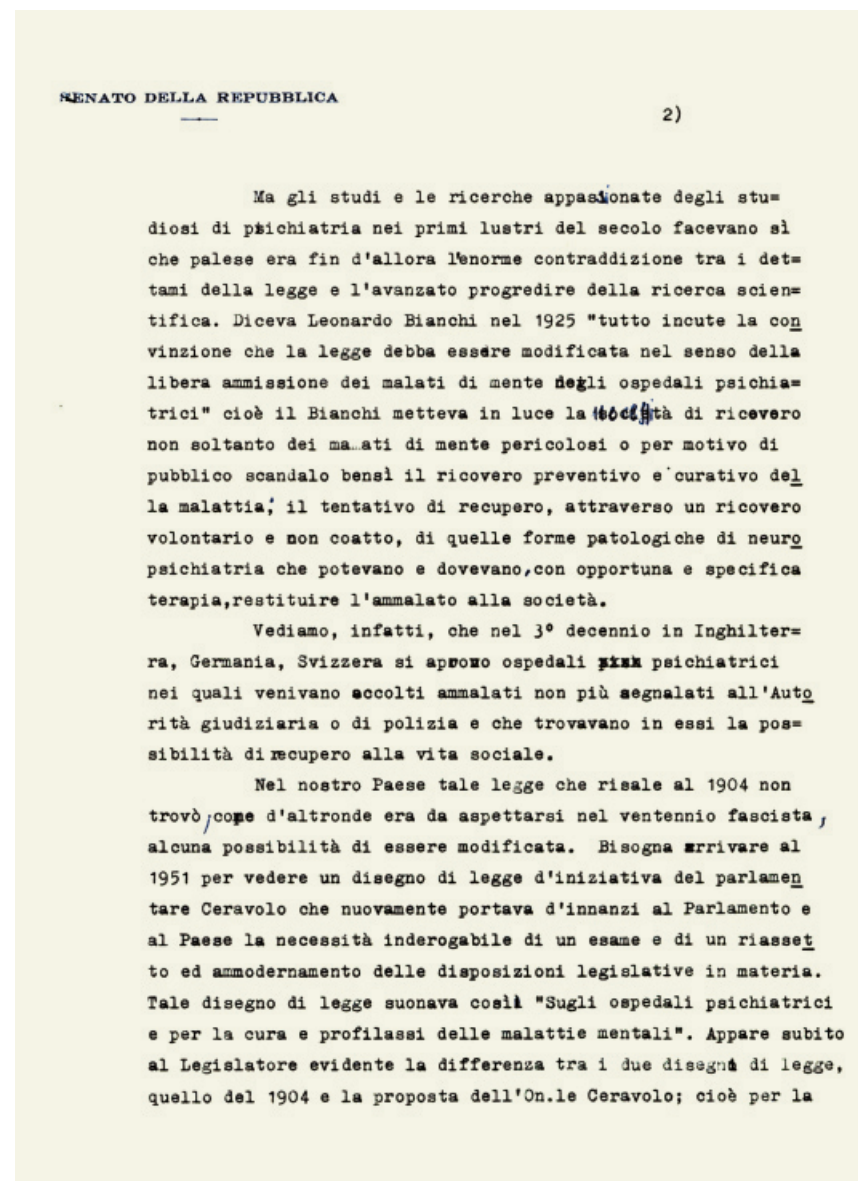 SENATO DELLA REPUBBLICA
2)
Ma gli studi e le ricerche appasionate degli stu=
diosi di psichiatria nei primi lustri del secolo facevano sì
che palese era fin d'allora l'enorme contraddizione tra i det=
tami della legge e l'avanzato progredire della ricerca scien=
tifica. Diceva Leonardo Bianchi nel 1925 "tutto incute la con
vinzione che la legge debba essere modificata nel senso della
libera ammissione dei malati di mente negli ospedali psichia=
trici" cioè il Bianchi metteva in luce la di ricovero
non soltanto dei ma ati di mente pericolosi o per motivo di
pubblico scandalo bensì il ricovero preventivo e curativo del
la malattia; il tentativo di recupero, attraverso un ricovero
volontario e non coatto, di quelle forme patologiche di neuro
psichiatria che potevano e dovevano,con opportuna e specifica
terapia,restituire l'ammalato alla società.
Vediamo, infatti, che nel 3° decennio in Inghilter=
ra, Germania, Svizzera si aprono ospedali psichiatrici
nei quali venivano accolti ammalati non più segnalati all'Auto
rità giudiziaria o di polizia e che trovavano in essi la pos=
sibilità di recupero alla vita sociale.
Nel nostro Paese tale legge che risale al 1904 non
trovò,come d'altronde era da aspettarsi nel ventennio fascista,
alcuna possibilità di essere modificata. Bisogna arrivare al
1951 per vedere un disegno di legge d'iniziativa del parlamen
tare Ceravolo che nuovamente portava d'innanzi al Parlamento e
al Paese la necessità inderogabile di un esame e di un riasset
to ed ammodernamento delle disposizioni legislative in materia.
Tale disegno di legge suonava così "Sugli ospedali psichiatrici
e per la cura e profilassi delle malattie mentali". Appare subito
al Legislatore evidente la differenza tra i due disegni di legge,
quello del 1904 e la proposta dell'On.le Ceravolo; cioè per la